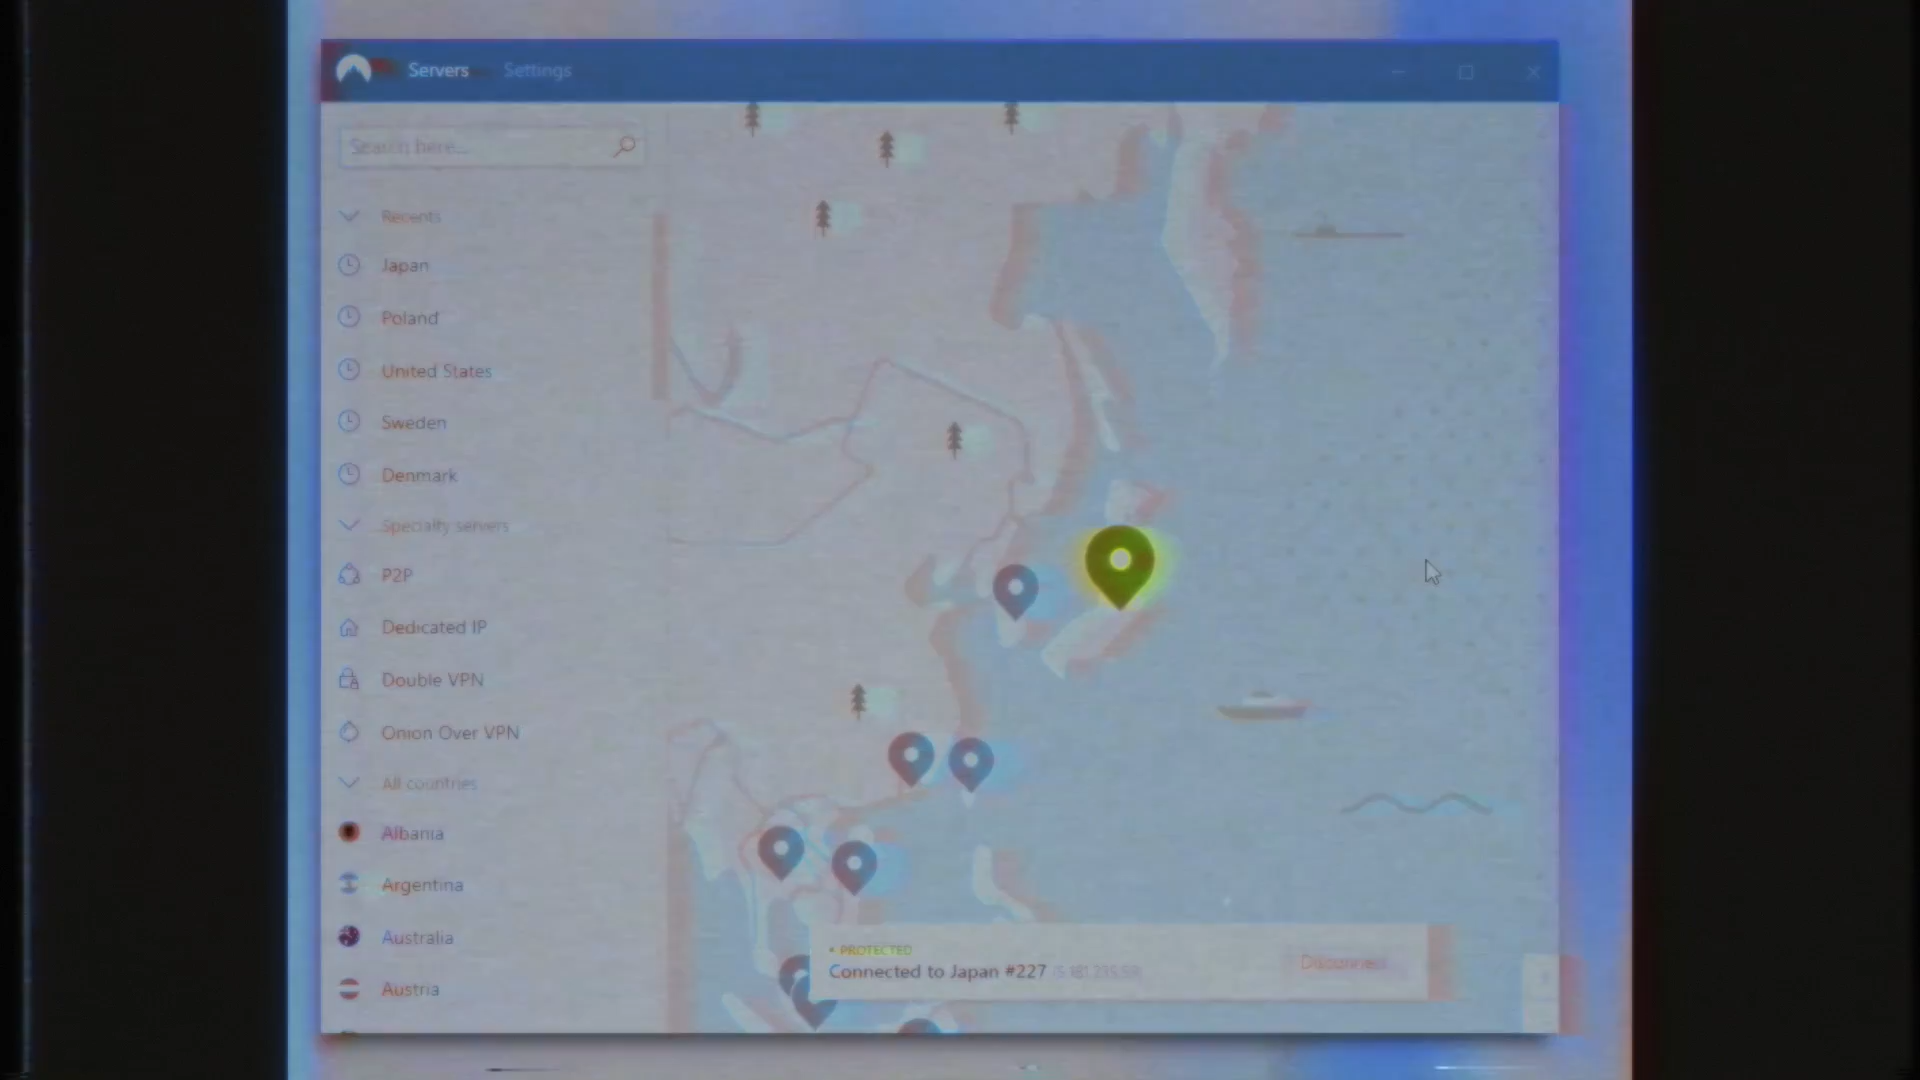 Servers Settings
Search here...
Recents
Japan
Poland
United States
Sweden
Denmark
Specialty servers
P2P
Dedicated IP
Double VPN
Onion Over VPN
All countries
Albania
Argentina
Australia
Austria
PROTECTED
Connected to Japan #227
Disconnect